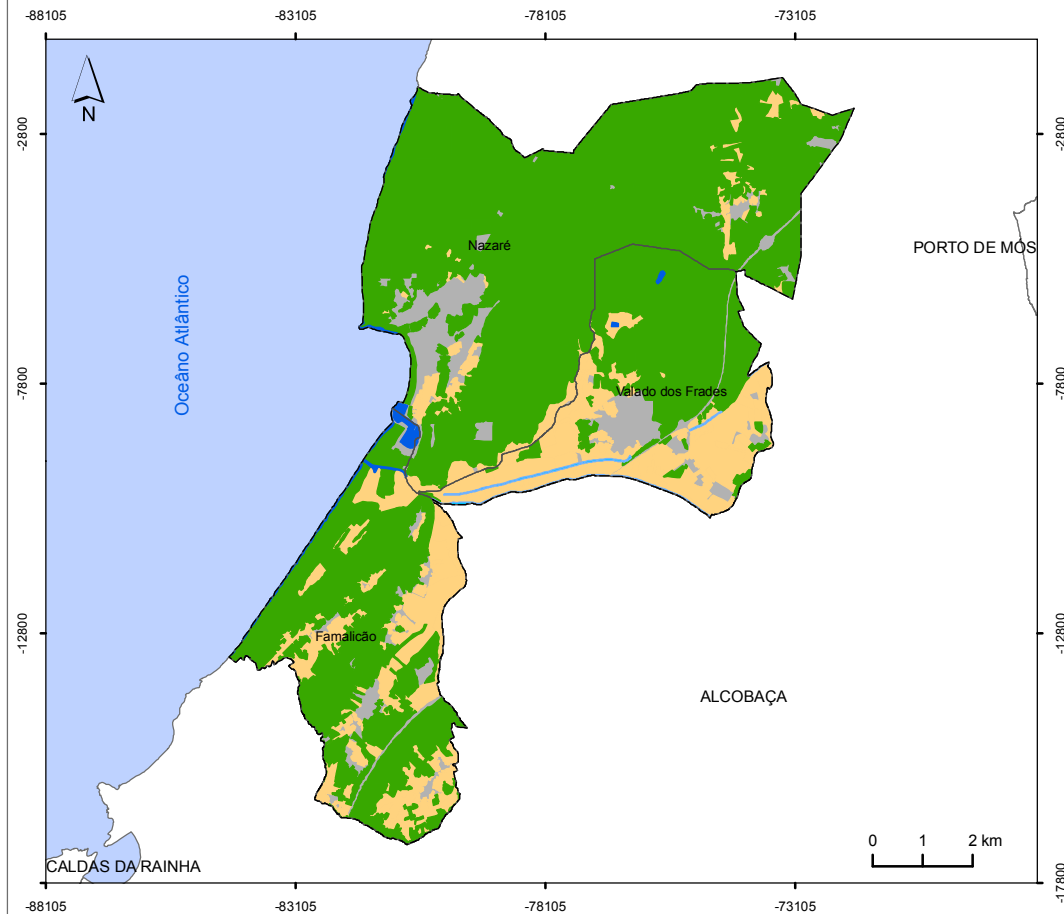 -88105
-83105
-78105
-73105
N
-2800
-2800
Nazaré
PORTO DE MÓS
Oceâno Atlântico
-7800
-7800
Valado dos Frades
-12800
-12800
Famalicão
ALCOBAÇA
0 1 2 km
CALDAS DA RAINHA
-17800
-88105
-83105
-78105
-73105